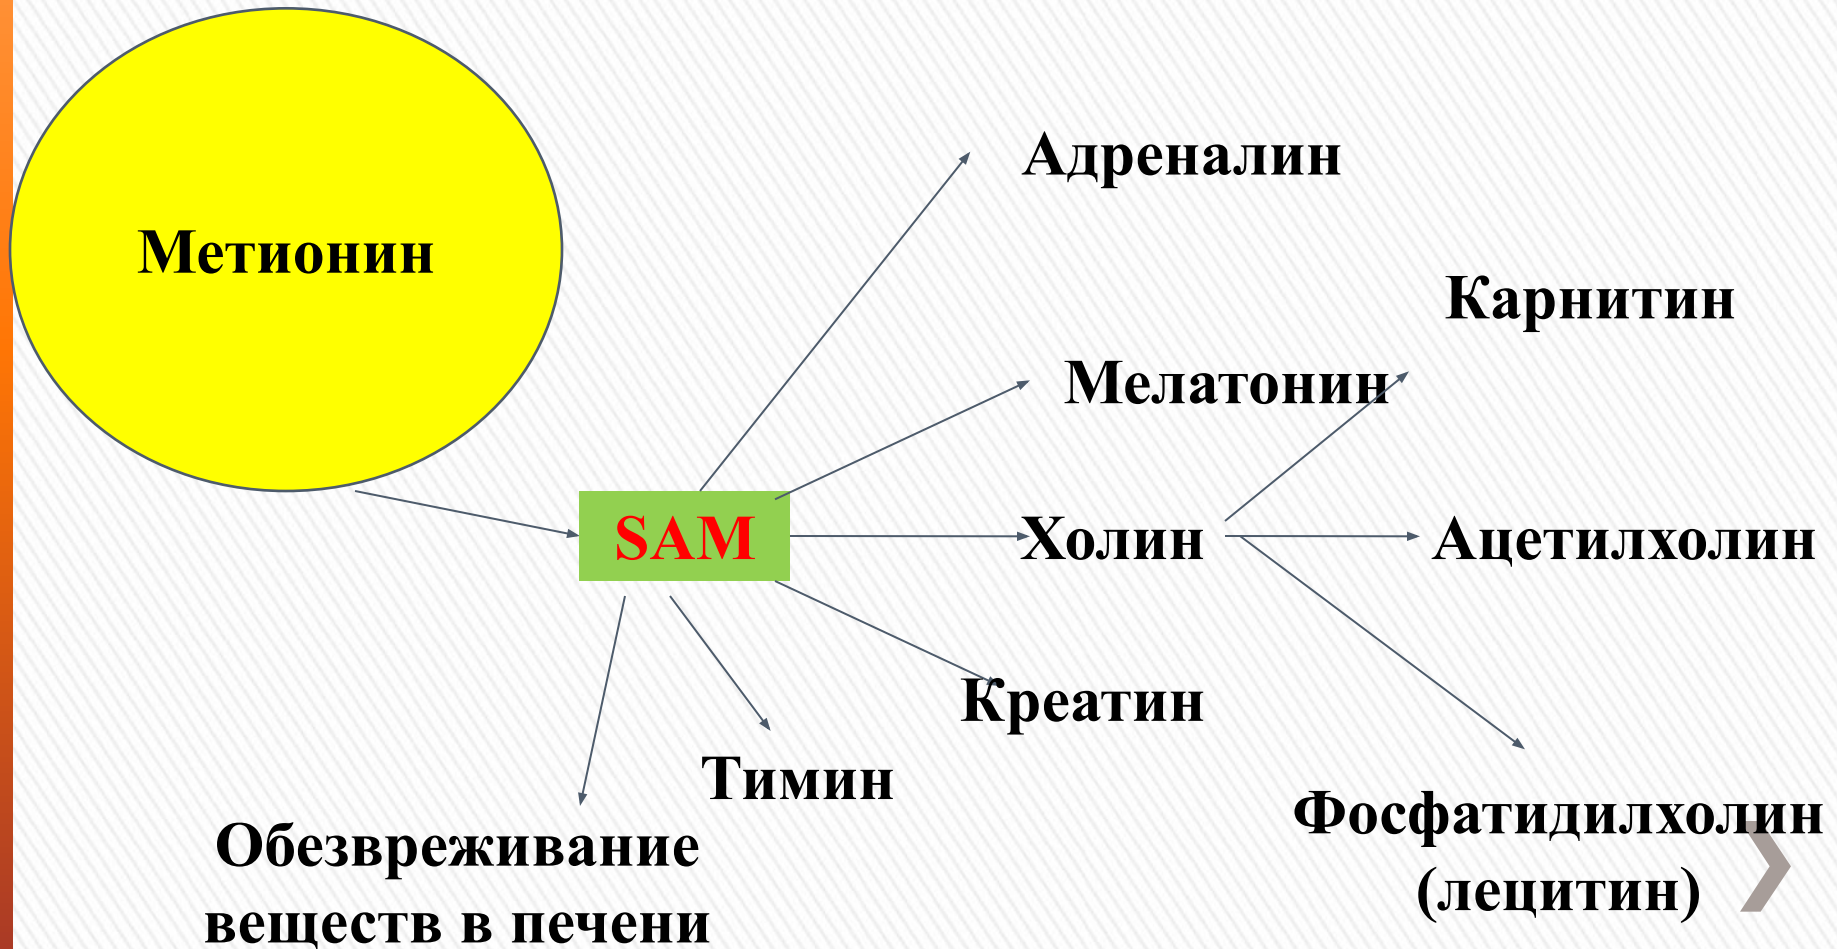 Адреналин
Метионин
Карнитин
Мелатонин
SAM
Холин
Ацетилхолин
Креатин
Тимин
Фосфатидилхолин
(лецитин)
Обезвреживание
веществ в печени